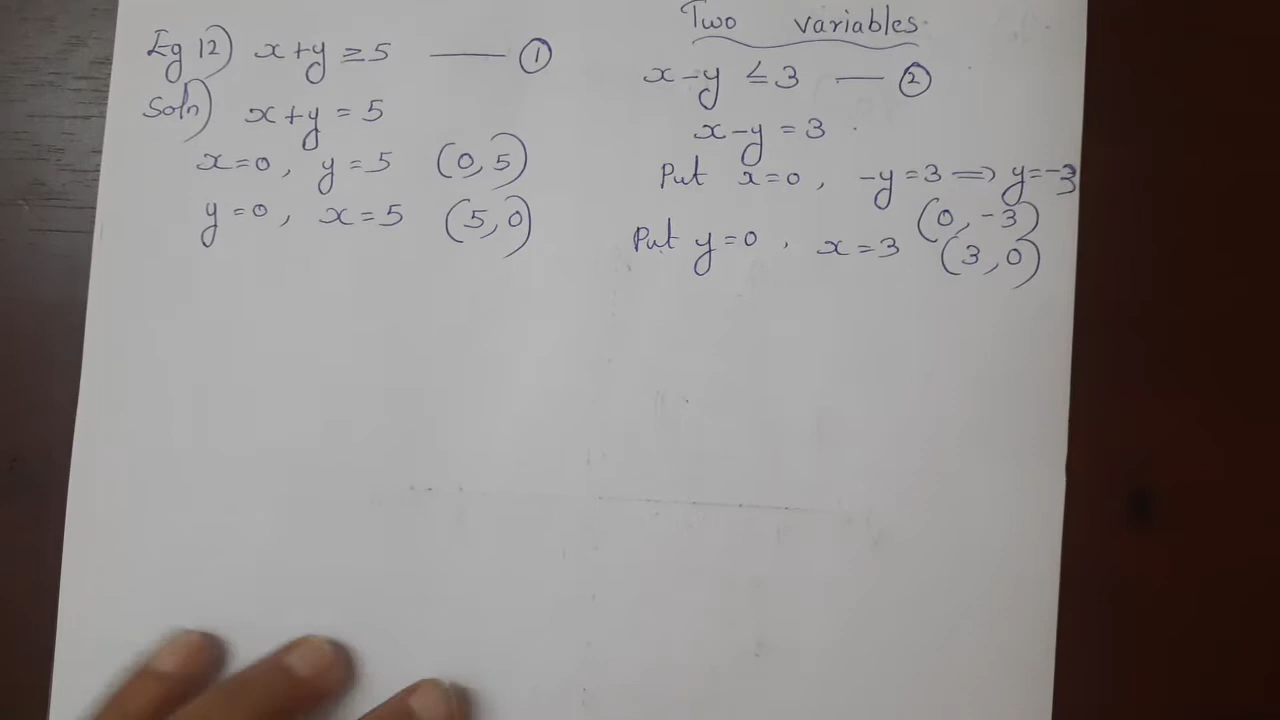 Two variables
Eg 12) x+y ≥5 —— ①
Soln) x+y = 5
x=0, y=5 (0,5)
y=0, x=5 (5,0)
x-y ≤3 — ②
x-y = 3
Put x=0, -y=3 ⟹ y=-3
(0,-3)
Put y=0, x=3 (3,0)